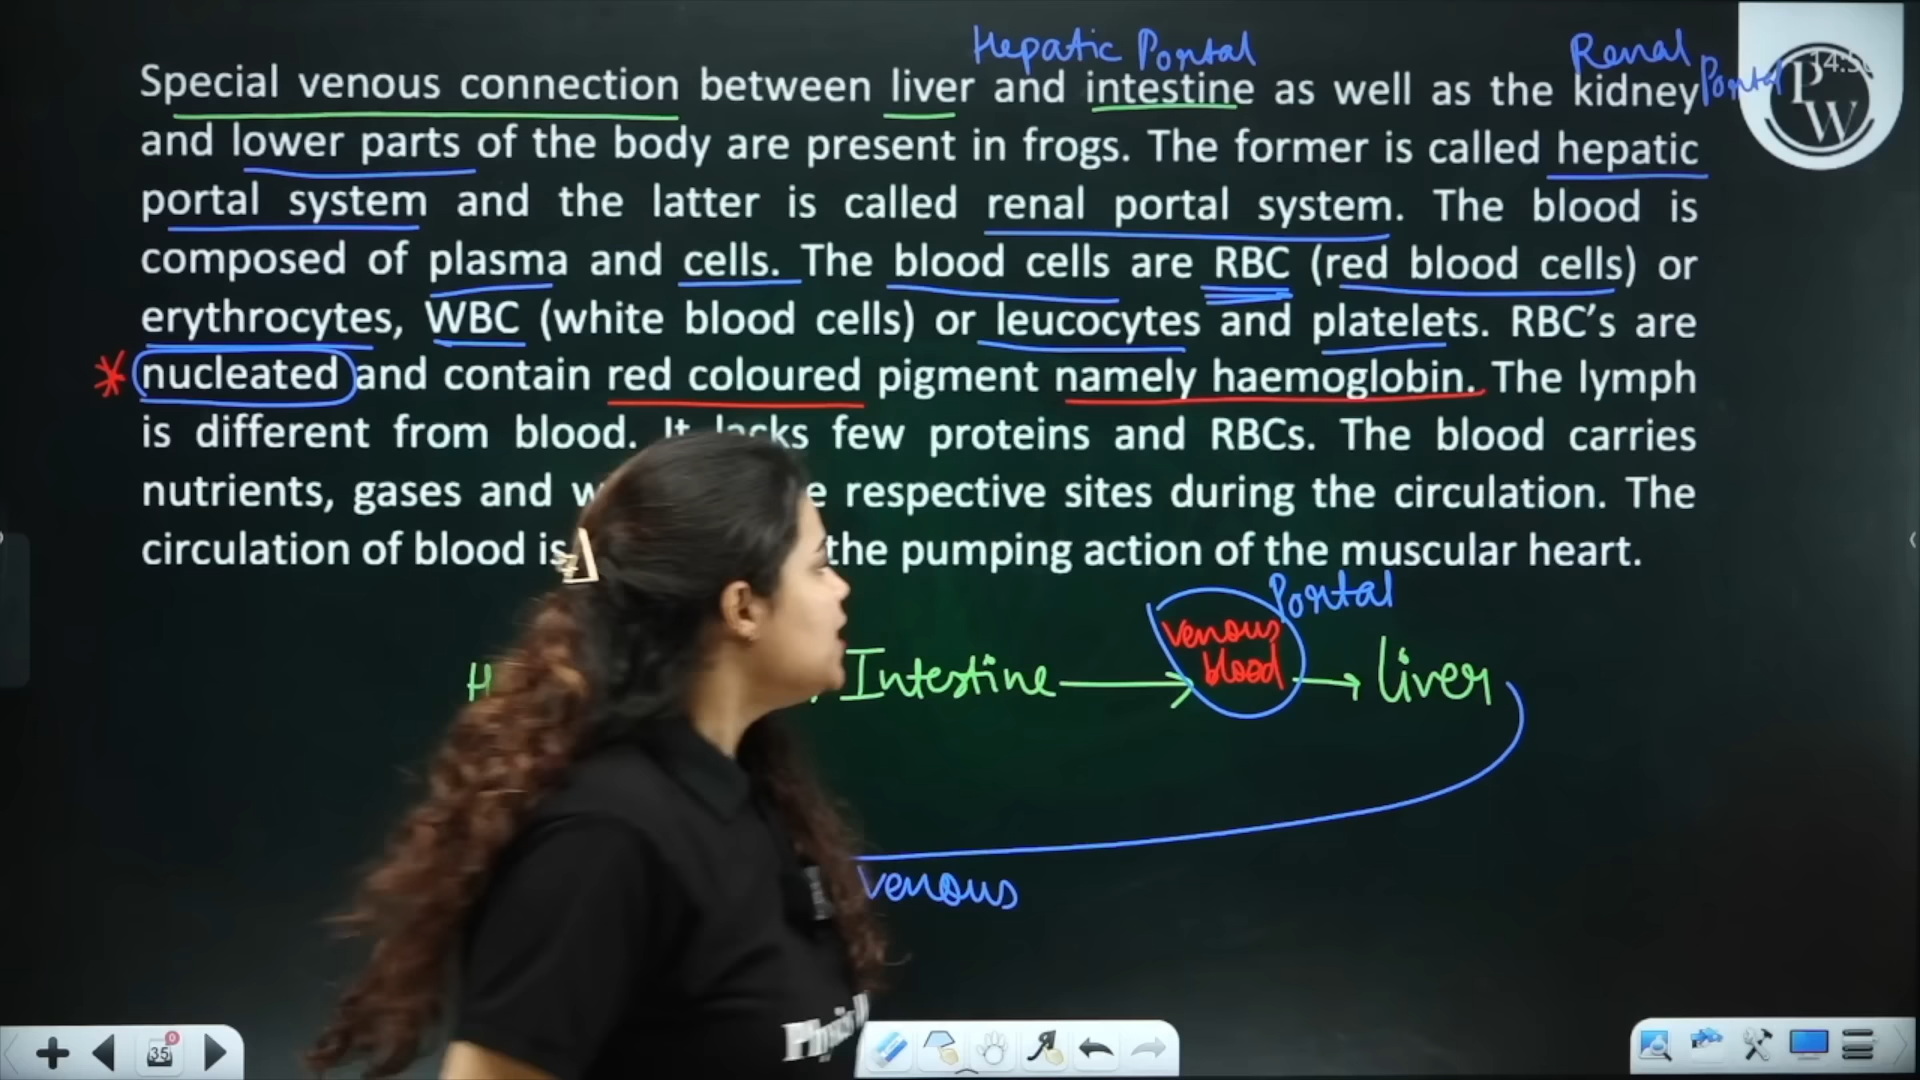 Hepatic Portal
Renal Portal
Special venous connection between liver and intestine as well as the kidney
and lower parts of the body are present in frogs. The former is called hepatic
portal system and the latter is called renal portal system. The blood is
composed of plasma and cells. The blood cells are RBC (red blood cells) or
erythrocytes, WBC (white blood cells) or leucocytes and platelets. RBC’s are
* nucleated and contain red coloured pigment namely haemoglobin. The lymph
is different from blood. It lacks few proteins and RBCs. The blood carries
nutrients, gases and respective sites during the circulation. The
circulation of blood is the pumping action of the muscular heart.
Portal
venous
blood
Intestine → → liver
venous
PW
35
0